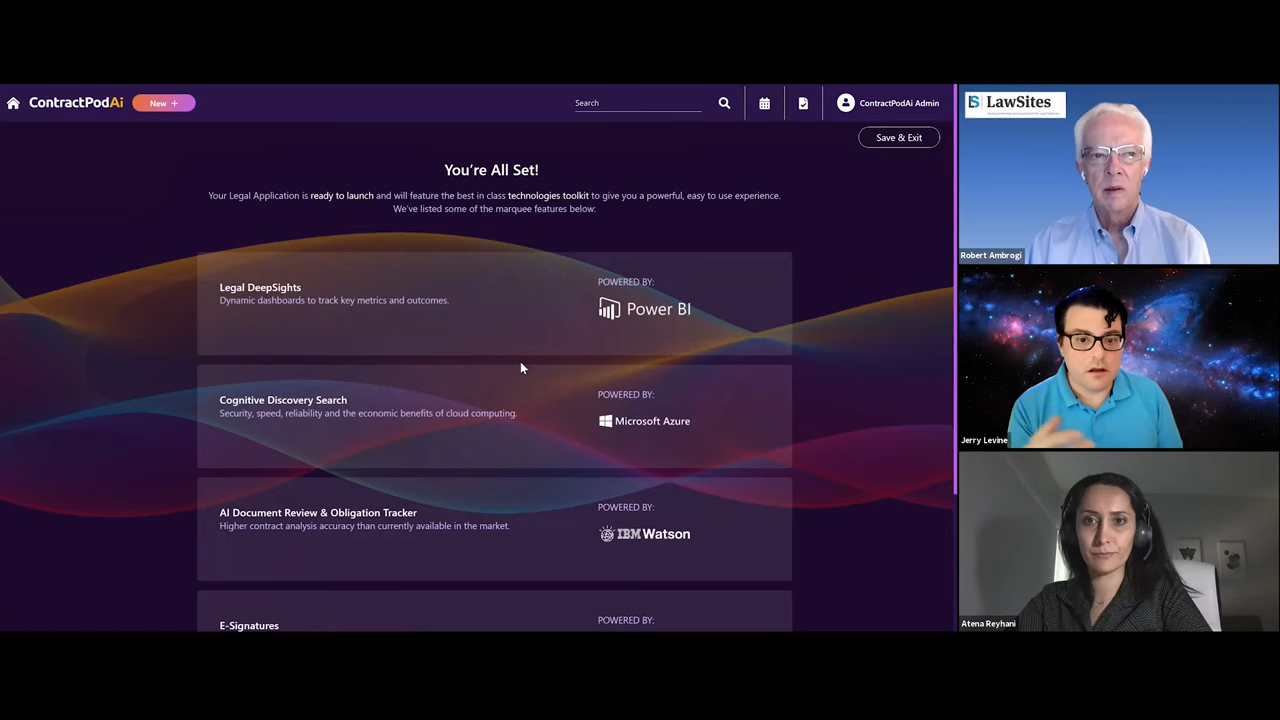 ContractPodAi
New +
Search
ContractPodAi Admin
Save & Exit
You're All Set!
Your Legal Application is ready to launch and will feature the best in class technologies toolkit to give you a powerful, easy to use experience.
We've listed some of the marquee features below:
Legal DeepSights
Dynamic dashboards to track key metrics and outcomes.
POWERED BY:
Power BI
Cognitive Discovery Search
Security, speed, reliability and the economic benefits of cloud computing.
POWERED BY:
Microsoft Azure
AI Document Review & Obligation Tracker
Higher contract analysis accuracy than currently available in the market.
POWERED BY:
IBM Watson
E-Signatures
POWERED BY:
LS LawSites
Robert Ambrogi
Jerry Levine
Atena Reyhani